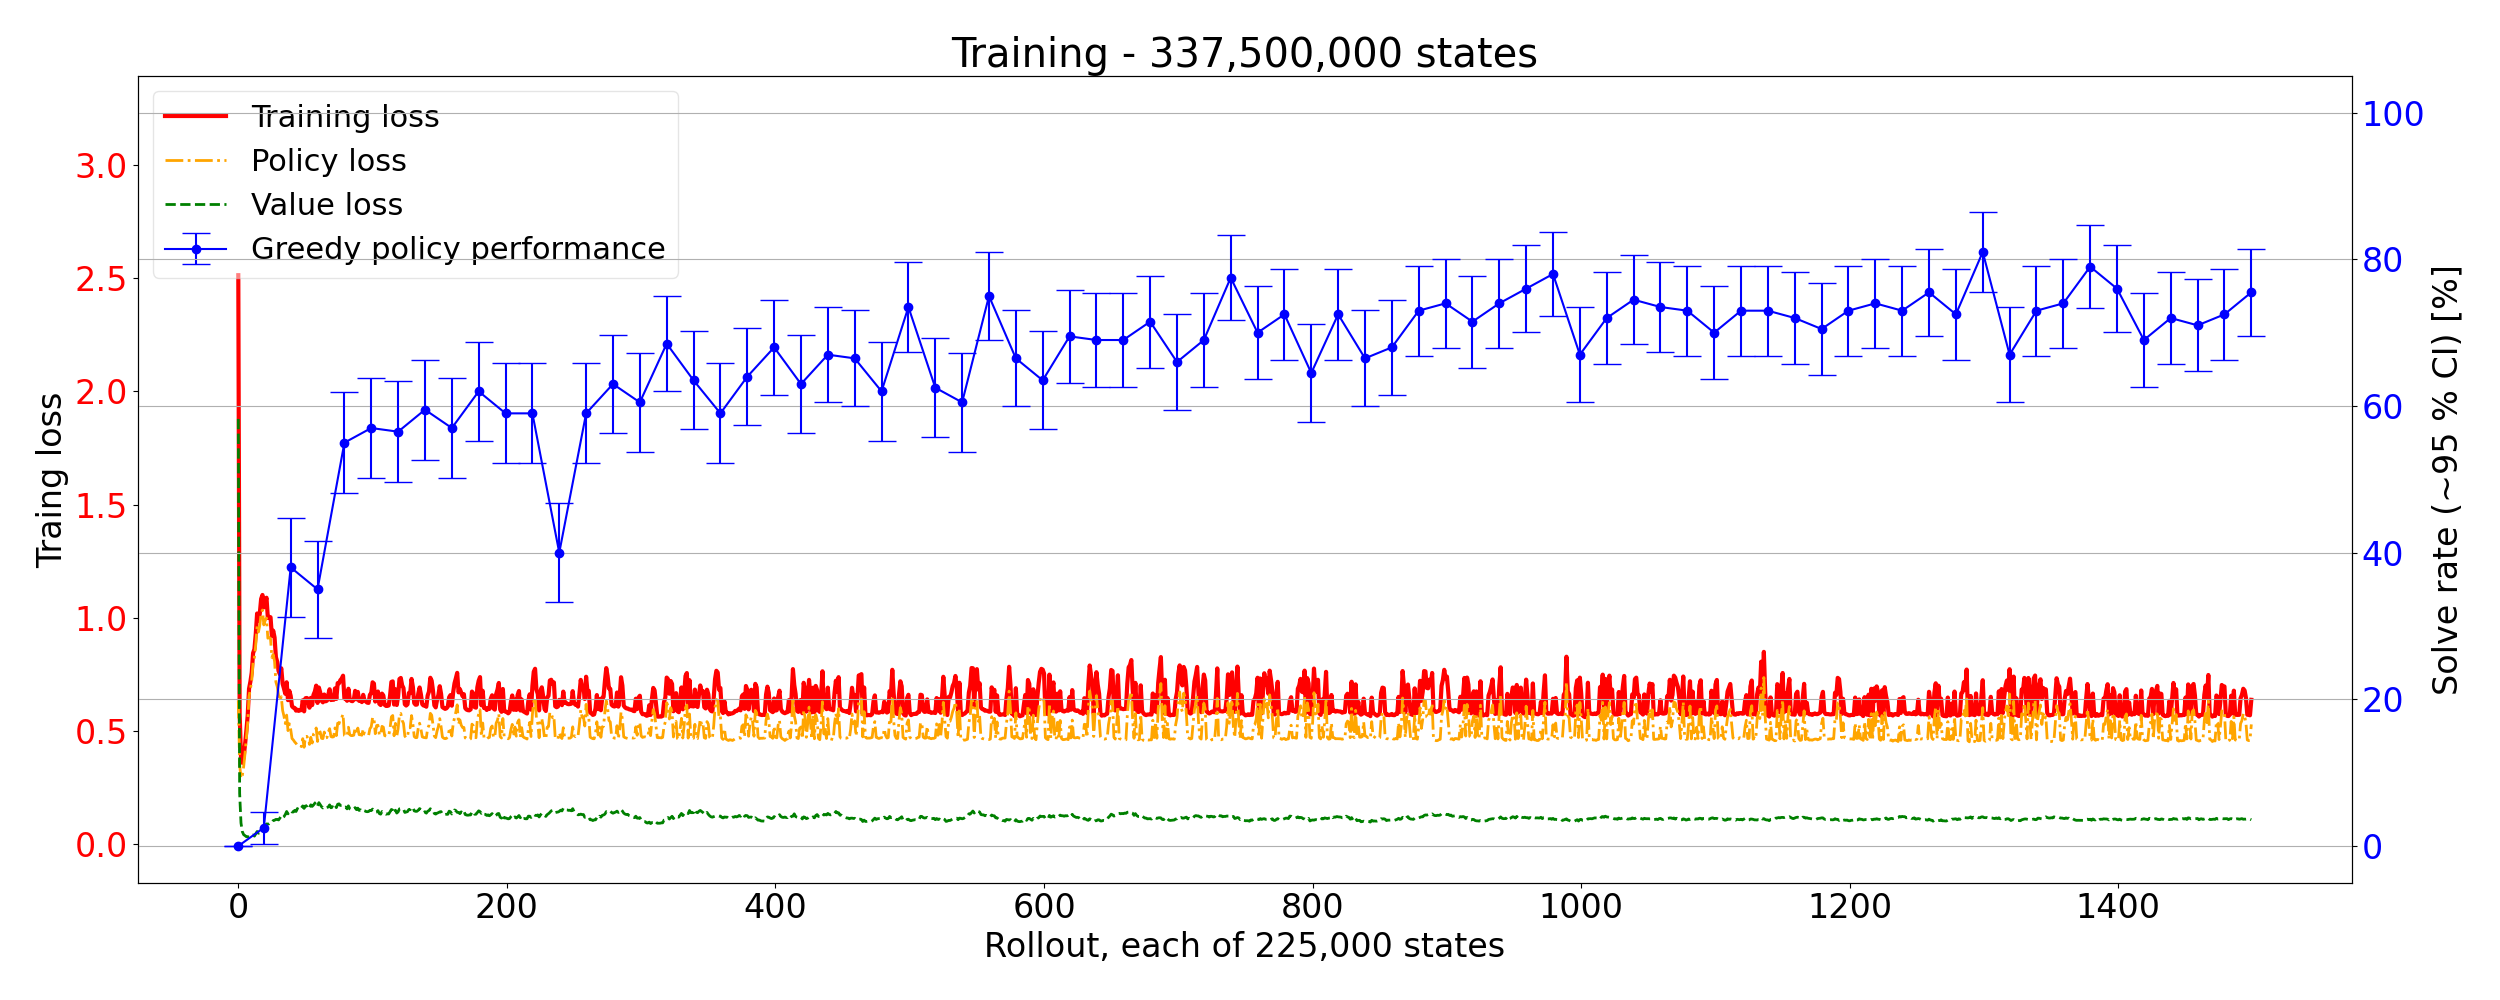 Training - 337,500,000 states
Training loss
Policy loss
Value loss
Greedy policy performance
3.0
2.5
2.0
1.5
1.0
0.5
0.0
Traing loss
100
80
60
40
20
0
Solve rate (~95 % CI) [%]
0 200 400 600 800 1000 1200 1400
Rollout, each of 225,000 states